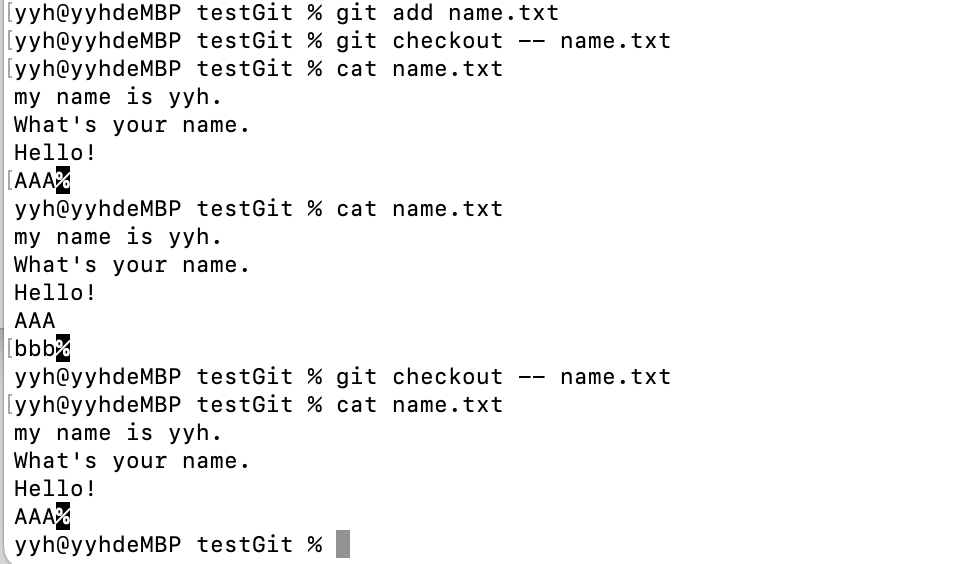 [yyh@yyhdeMBP testGit % git add name.txt
[yyh@yyhdeMBP testGit % git checkout -- name.txt
[yyh@yyhdeMBP testGit % cat name.txt
my name is yyh.
What's your name.
Hello!
[AAA%
yyh@yyhdeMBP testGit % cat name.txt
my name is yyh.
What's your name.
Hello!
AAA
[bbb%
yyh@yyhdeMBP testGit % git checkout -- name.txt
[yyh@yyhdeMBP testGit % cat name.txt
my name is yyh.
What's your name.
Hello!
AAA%
yyh@yyhdeMBP testGit %